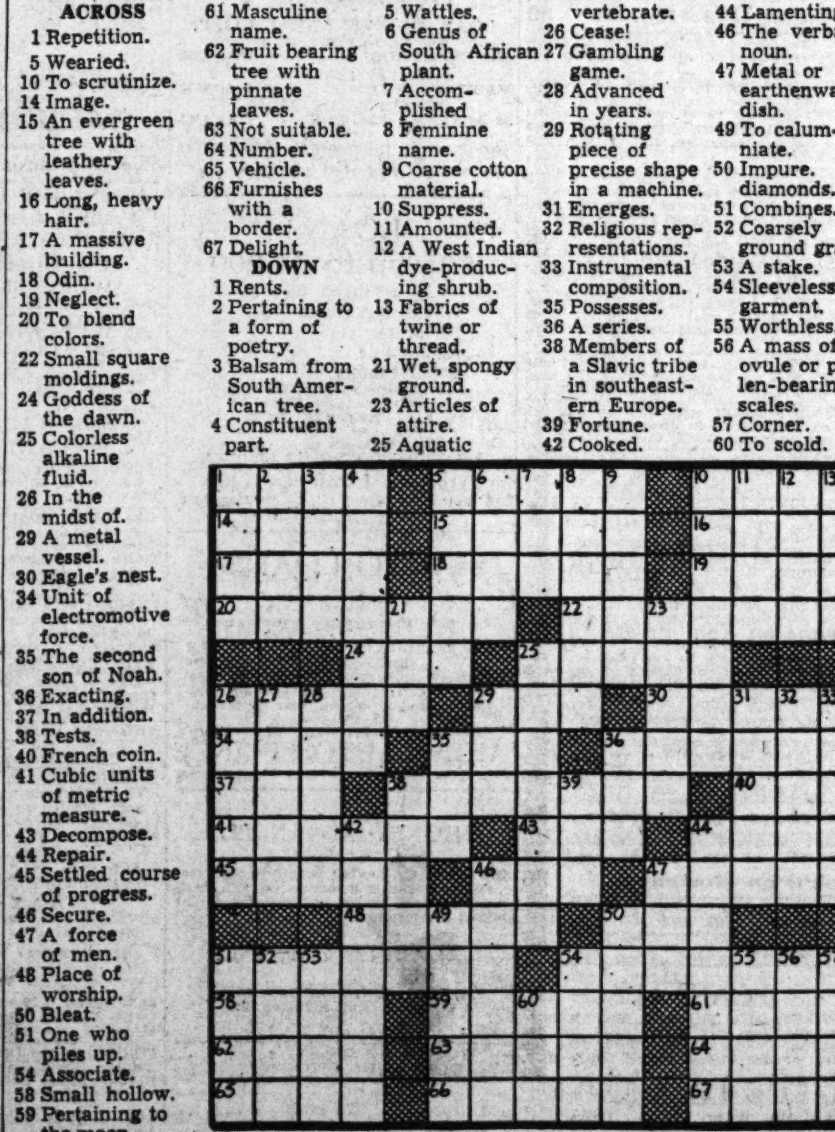 ACROSS
1 Repetition.
5 Wearied.
10 To scrutinize.
14 Image.
15 An evergreen
tree with
leathery
leaves.
16 Long, heavy
hair.
17 A massive
building.
18 Odin.
19 Neglect.
20 To blend
colors.
22 Small square
moldings.
24 Goddess of
the dawn.
25 Colorless
alkaline
fluid.
26 In the
midst of.
29 A metal
vessel.
30 Eagle's nest.
34 Unit of
electromotive
force.
35 The second
son of Noah.
36 Exacting.
37 In addition.
38 Tests.
40 French coin.
41 Cubic units
of metric
measure.
43 Decompose.
44 Repair.
45 Settled course
of progress.
46 Secure.
47 A force
of men.
48 Place of
worship.
50 Bleat.
51 One who
piles up.
54 Associate.
58 Small hollow.
59 Pertaining to
the moon.
61 Masculine
name.
62 Fruit bearing
tree with
pinnate
leaves.
63 Not suitable.
64 Number.
65 Vehicle.
66 Furnishes
with a
border.
67 Delight.
DOWN
1 Rents.
2 Pertaining to
a form of
poetry.
3 Balsam from
South Amer-
ican tree.
4 Constituent
part.
5 Wattles.
6 Genus of
South African
plant.
7 Accom-
plished
8 Feminine
name.
9 Coarse cotton
material.
10 Suppress.
11 Amounted.
12 A West Indian
dye-produc-
ing shrub.
13 Fabrics of
twine or
thread.
21 Wet, spongy
ground.
23 Articles of
attire.
25 Aquatic
vertebrate.
26 Cease!
27 Gambling
game.
28 Advanced
in years.
29 Rotating
piece of
precise shape
in a machine.
31 Emerges.
32 Religious rep-
resentations.
33 Instrumental
composition.
35 Possesses.
36 A series.
38 Members of
a Slavic tribe
in southeast-
ern Europe.
39 Fortune.
42 Cooked.
44 Lamentin
46 The verb
noun.
47 Metal or
earthenwa
dish.
49 To calum-
niate.
50 Impure.
diamonds.
51 Combines.
52 Coarsely
ground gr
53 A stake.
54 Sleeveless
garment.
55 Worthless.
56 A mass of
ovule or p
len-bearin
scales.
57 Corner.
60 To scold.
1 2 3 4 5 6 7 8 9 10 11 12 13
14 15 16
17 18 19
20 21 22 23
24 25
26 27 28 29 30 31 32 33
34 35 36
37 38 39 40
41 42 43 44
45 46 47
48 49 50
51 52 53 54 55 56 57
58 59 60 61
62 63 64
65 66 67